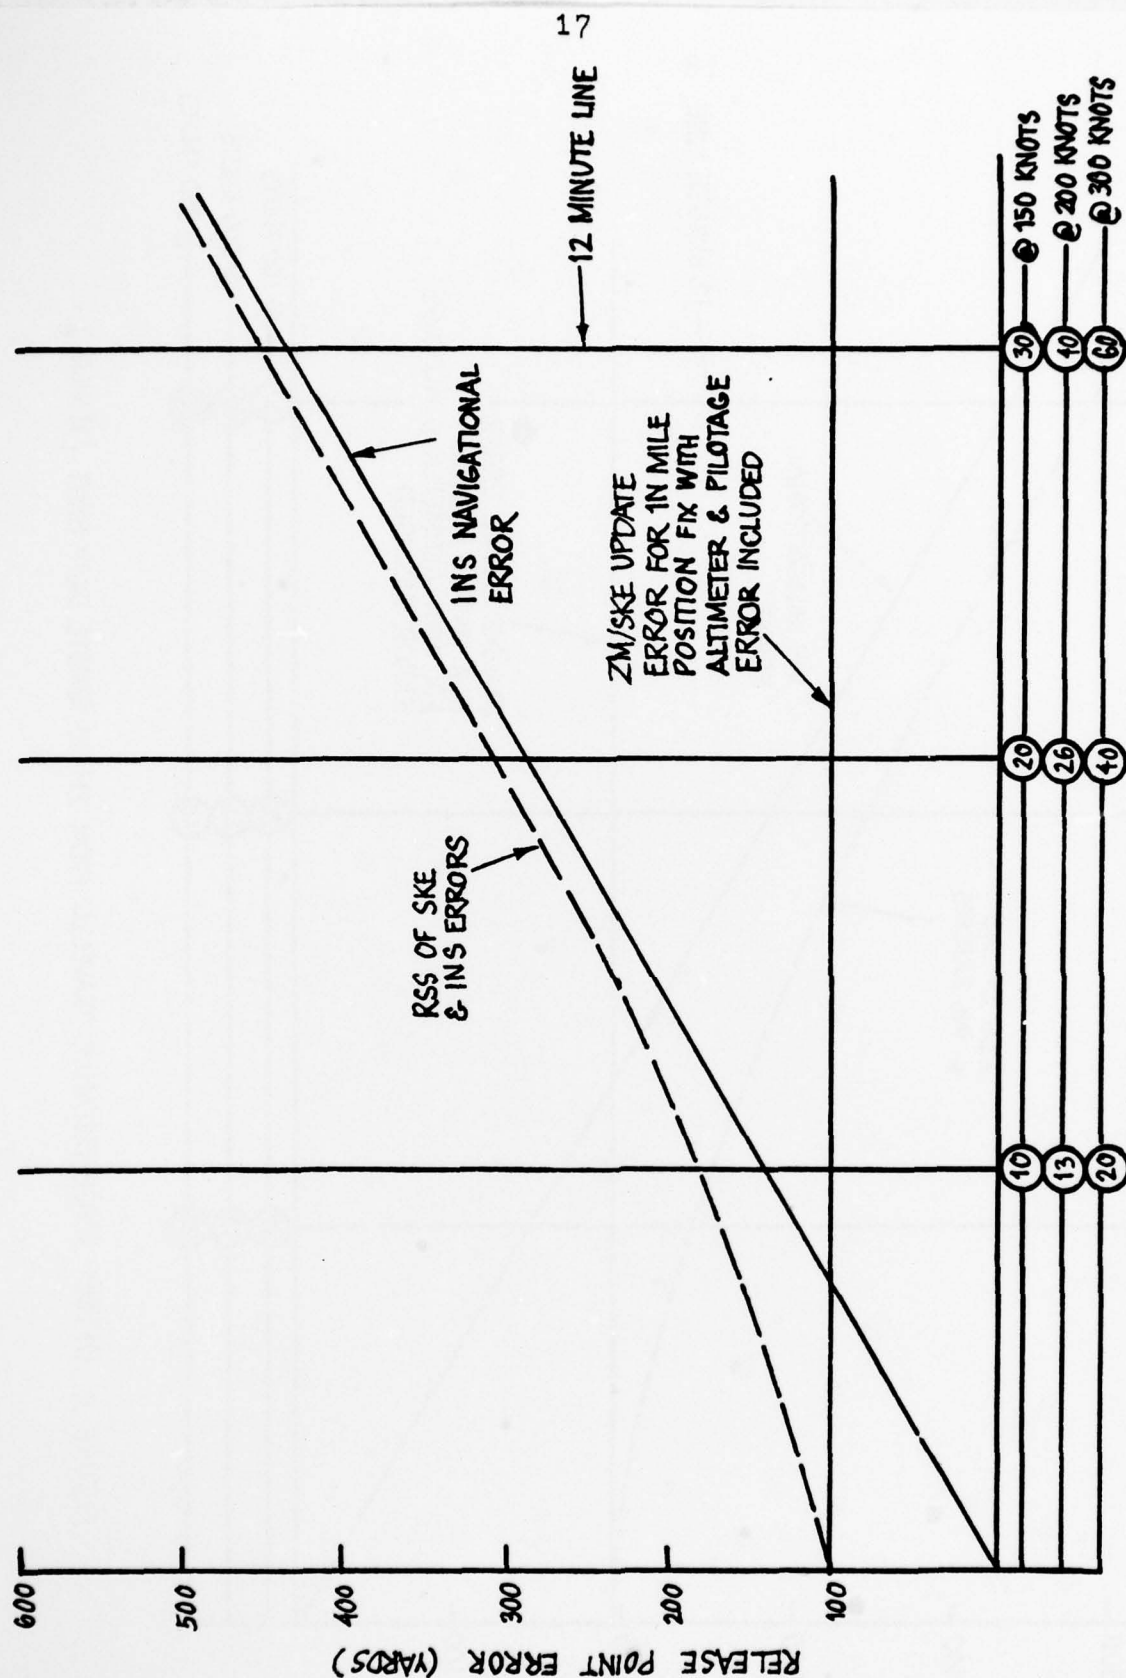 17
600
500
400
300
200
100
RELEASE POINT ERROR (YARDS)
RSS OF SKE
& INS ERRORS
INS NAVIGATIONAL
ERROR
12 MINUTE LINE
ZM/SKE UPDATE
ERROR FOR 1N MILE
POSITION FIX WITH
ALTIMETER & PILOTAGE
ERROR INCLUDED
10 20 30 @ 150 KNOTS
13 26 40 @ 200 KNOTS
20 40 60 @ 300 KNOTS